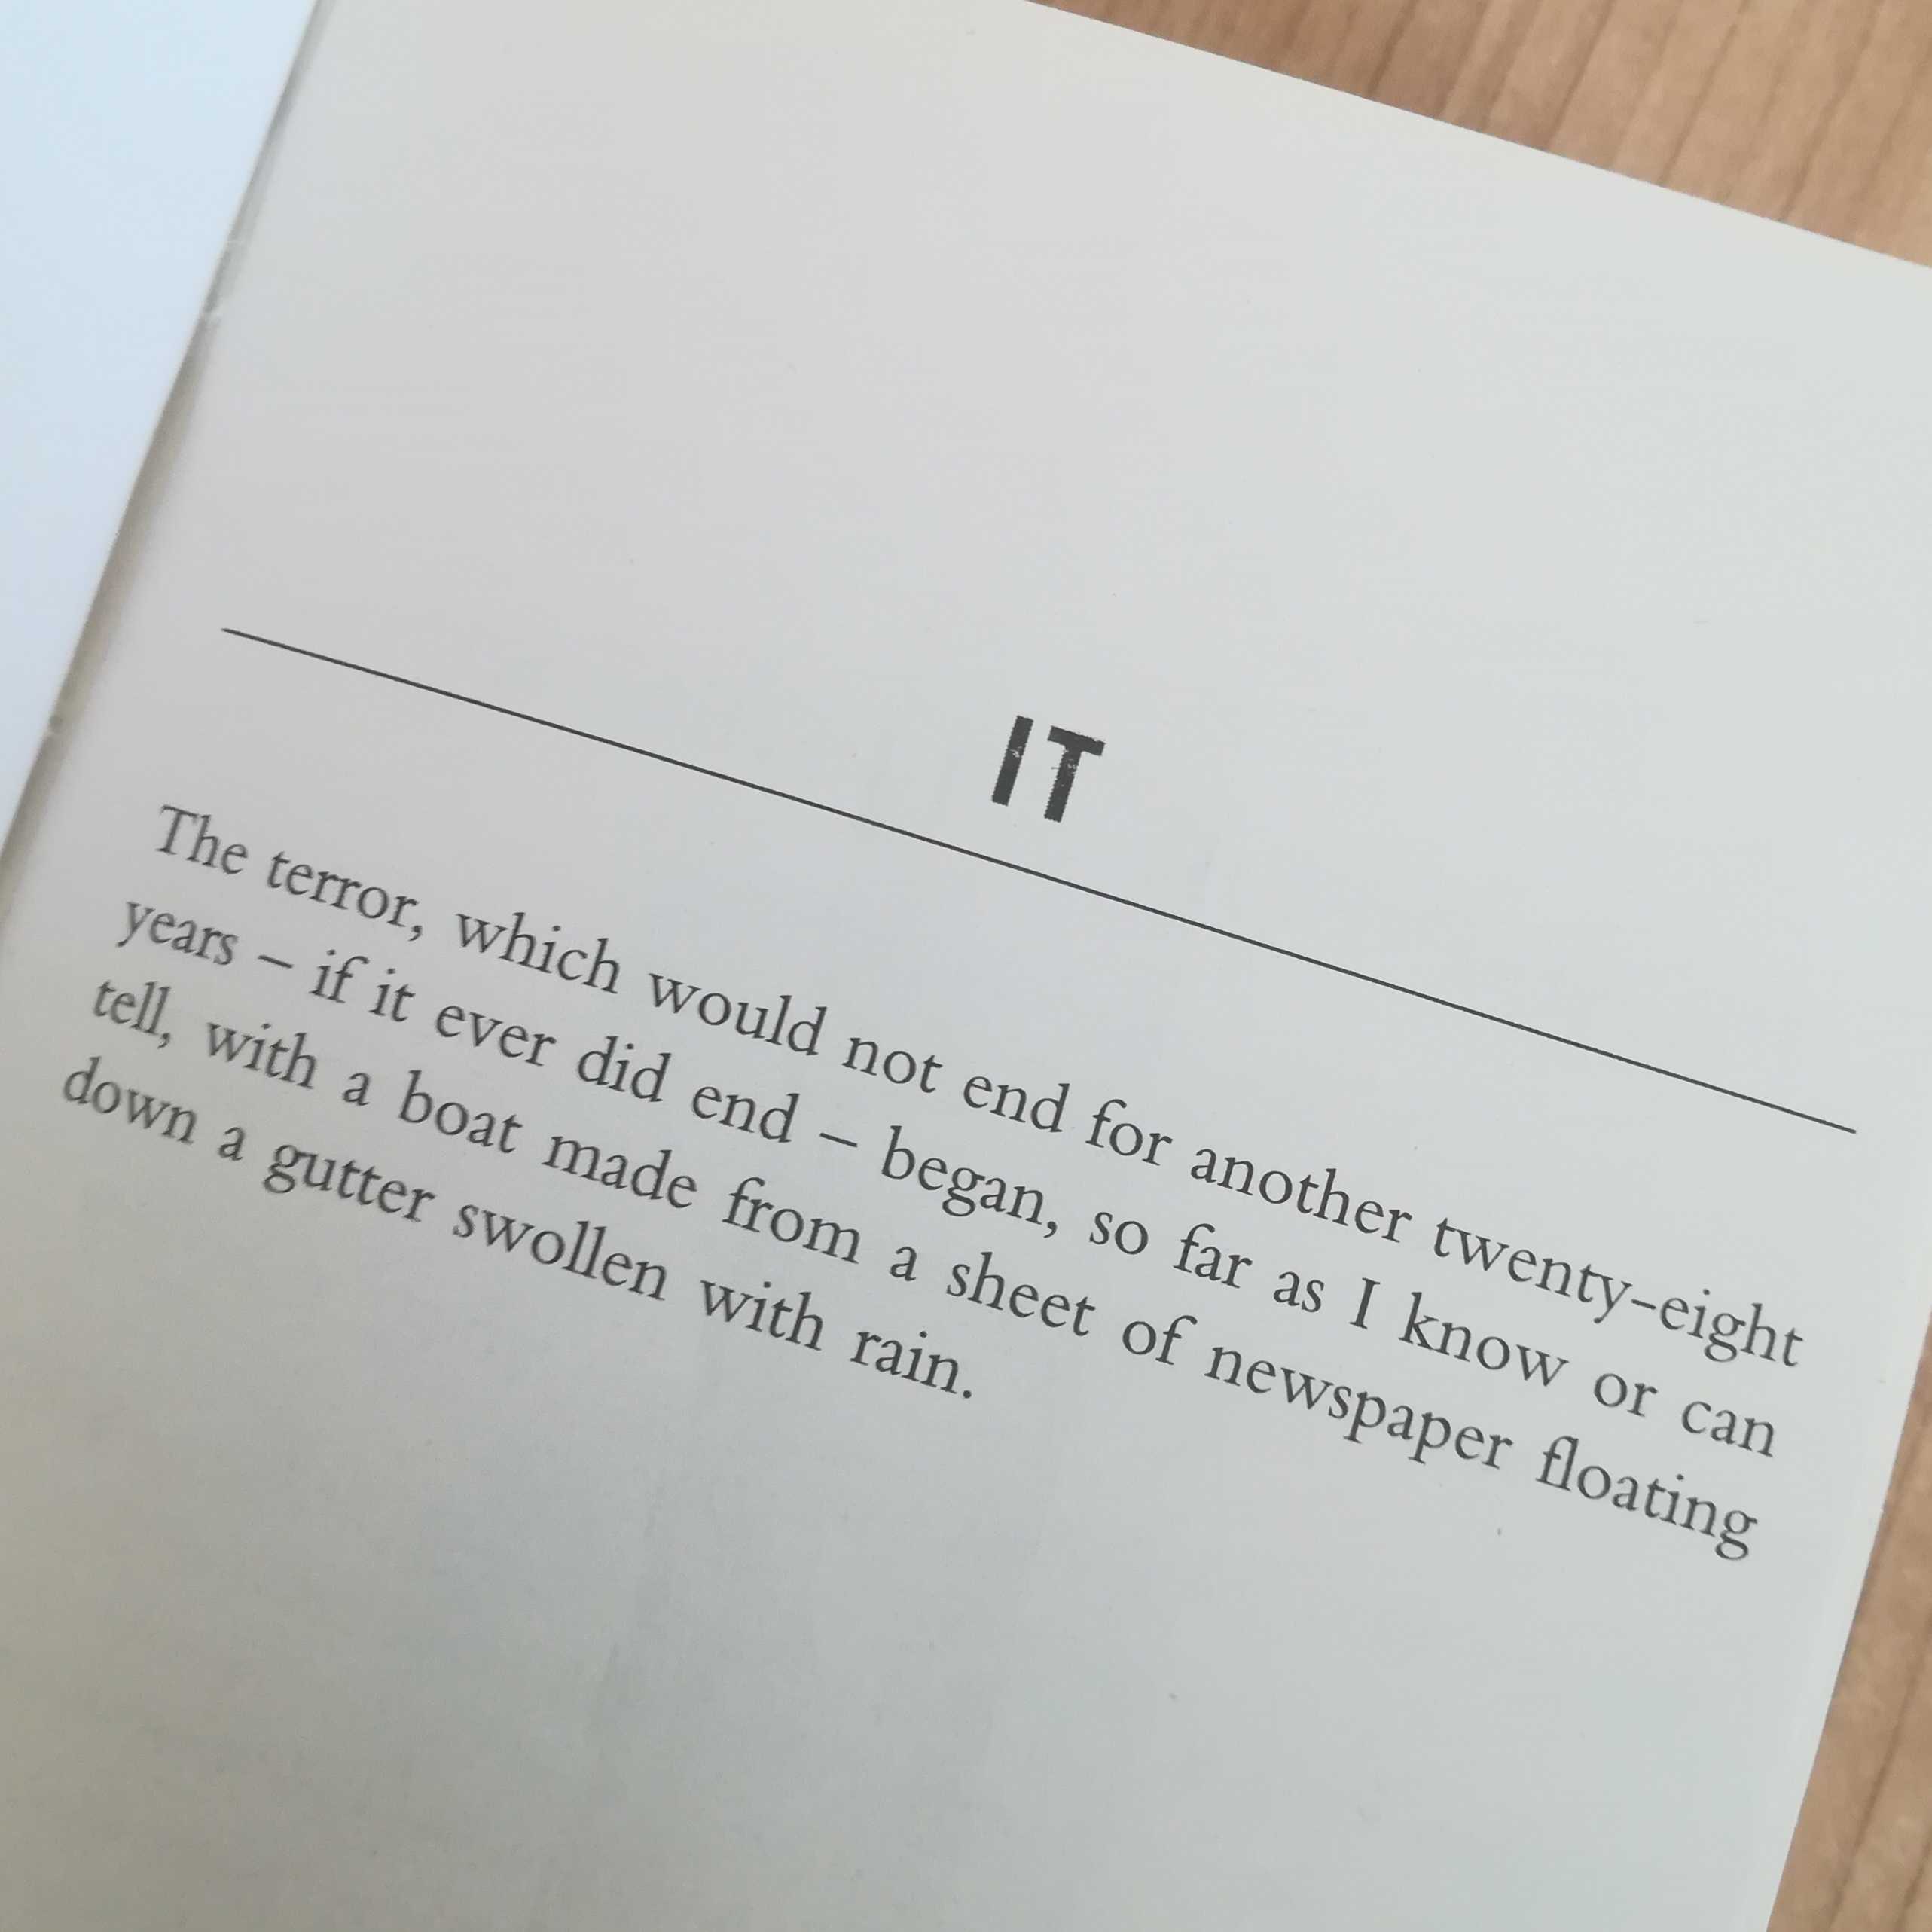 IT
The terror, which would not end for another twenty-eight
years – if it ever did end – began, so far as I know or can
tell, with a boat made from a sheet of newspaper floating
down a gutter swollen with rain.